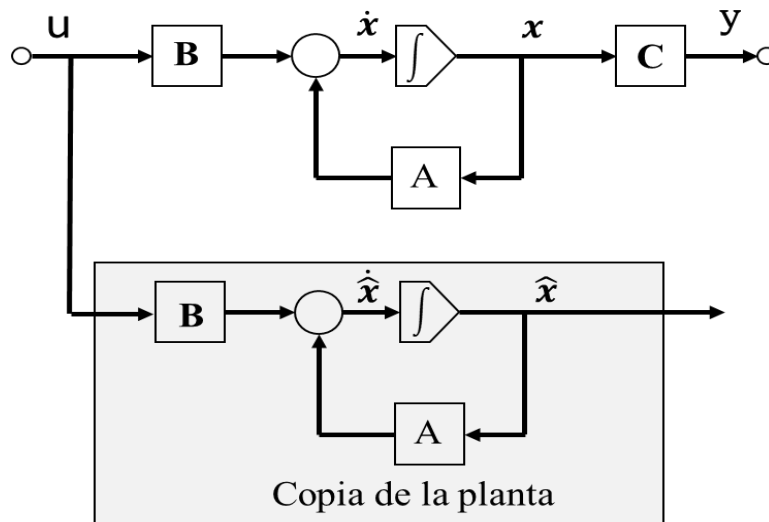 u B ẋ ∫ x C y
A
B x̂̇ ∫ x̂
A
Copia de la planta